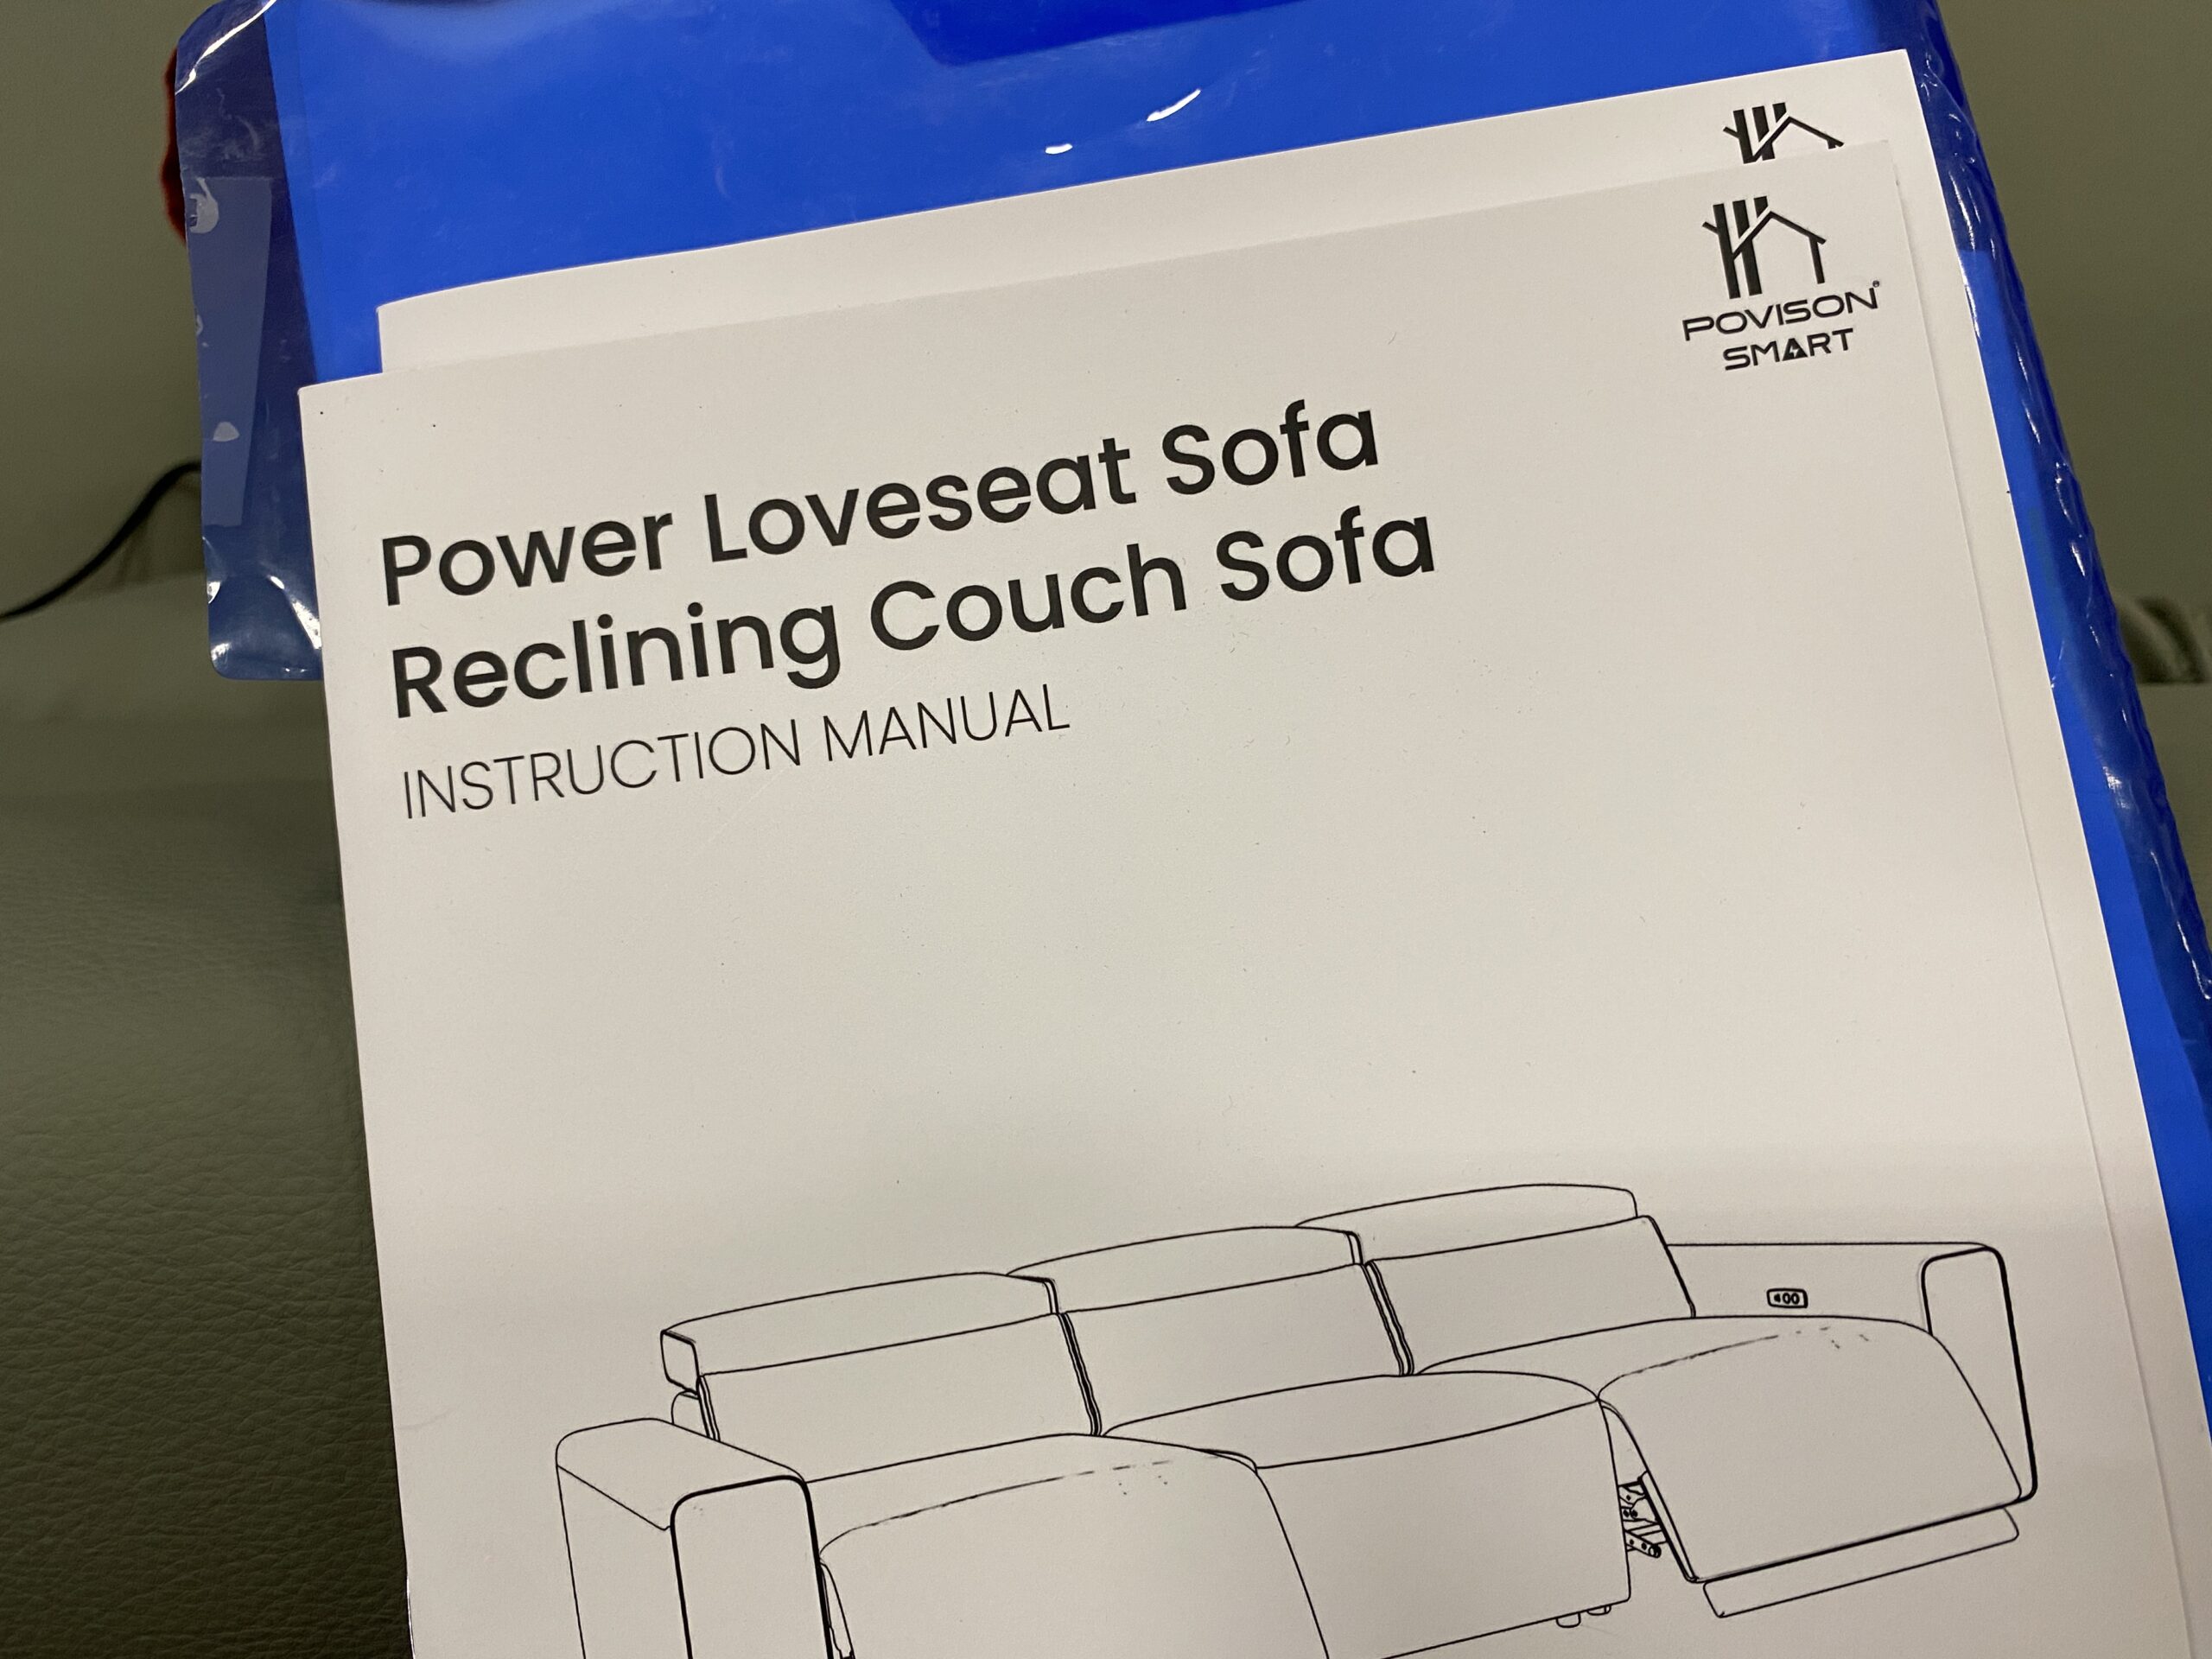 POVISON®
SMART
Power Loveseat Sofa
Reclining Couch Sofa
INSTRUCTION MANUAL